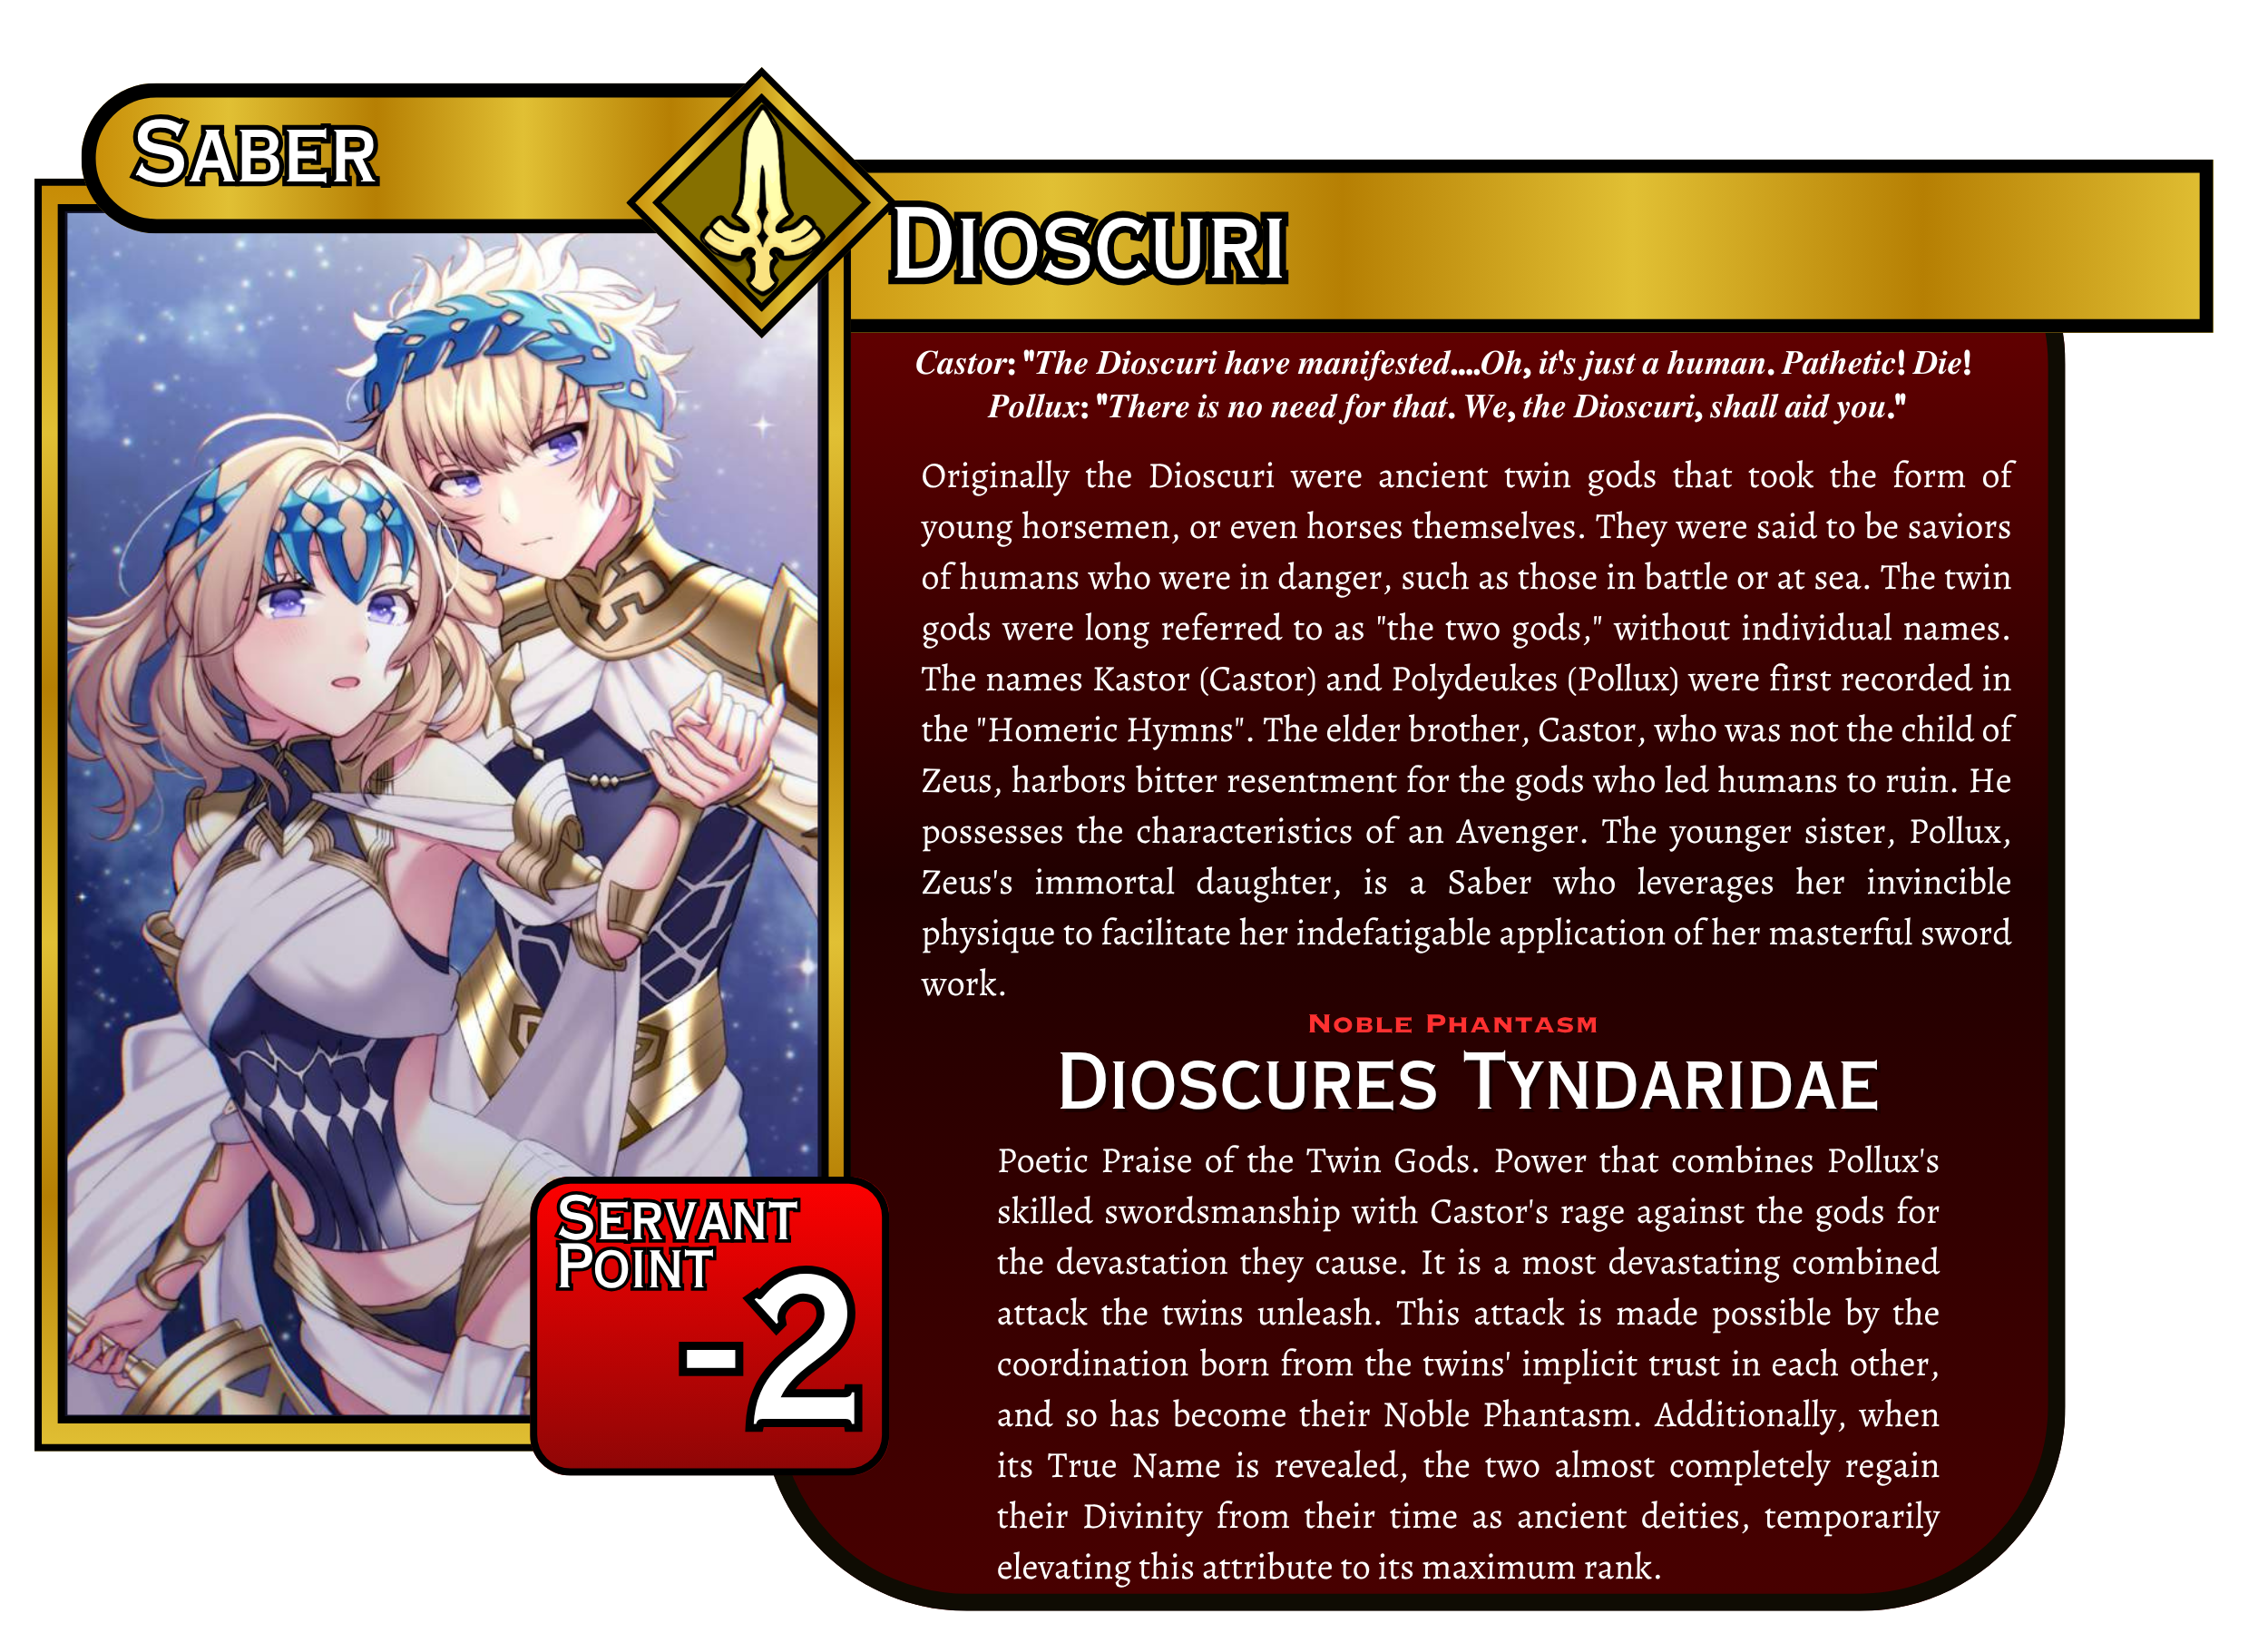 SABER
DIOSCURI
Castor: "The Dioscuri have manifested....Oh, it's just a human. Pathetic! Die!
Pollux: "There is no need for that. We, the Dioscuri, shall aid you."
Originally the Dioscuri were ancient twin gods that took the form of
young horsemen, or even horses themselves. They were said to be saviors
of humans who were in danger, such as those in battle or at sea. The twin
gods were long referred to as "the two gods," without individual names.
The names Kastor (Castor) and Polydeukes (Pollux) were first recorded in
the "Homeric Hymns". The elder brother, Castor, who was not the child of
Zeus, harbors bitter resentment for the gods who led humans to ruin. He
possesses the characteristics of an Avenger. The younger sister, Pollux,
Zeus's immortal daughter, is a Saber who leverages her invincible
physique to facilitate her indefatigable application of her masterful sword
work.
NOBLE PHANTASM
DIOSCURES TYNDARIDAE
Poetic Praise of the Twin Gods. Power that combines Pollux's
skilled swordsmanship with Castor's rage against the gods for
the devastation they cause. It is a most devastating combined
attack the twins unleash. This attack is made possible by the
coordination born from the twins' implicit trust in each other,
and so has become their Noble Phantasm. Additionally, when
its True Name is revealed, the two almost completely regain
their Divinity from their time as ancient deities, temporarily
elevating this attribute to its maximum rank.
SERVANT
POINT
-2